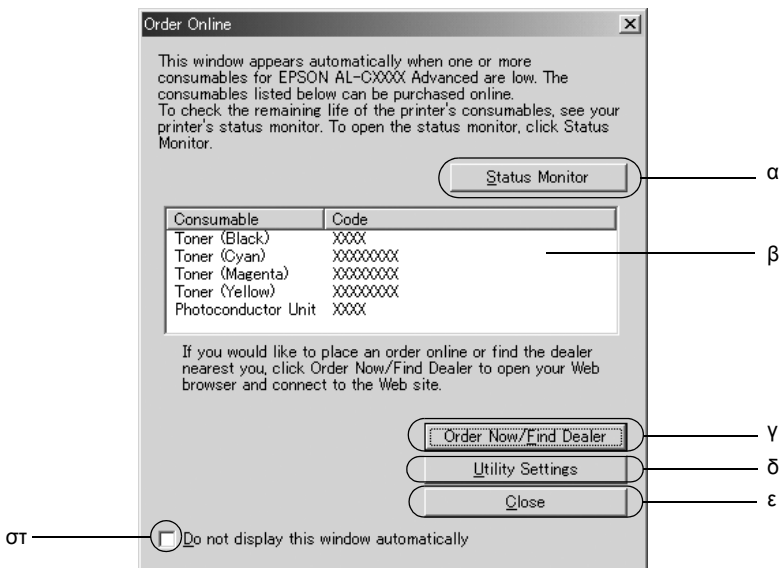 Order Online
This window appears automatically when one or more
consumables for EPSON AL-CXXXX Advanced are low. The
consumables listed below can be purchased online.
To check the remaining life of the printer's consumables, see your
printer's status monitor. To open the status monitor, click Status
Monitor.
Status Monitor
α
Consumable Code
Toner (Black) XXXX
Toner (Cyan) XXXXXXXX
Toner (Magenta) XXXXXXXX
Toner (Yellow) XXXXXXXX
Photoconductor Unit XXXX
β
If you would like to place an order online or find the dealer
nearest you, click Order Now/Find Dealer to open your Web
browser and connect to the Web site.
Order Now/Find Dealer
γ
Utility Settings
δ
Close
ε
στ
Do not display this window automatically